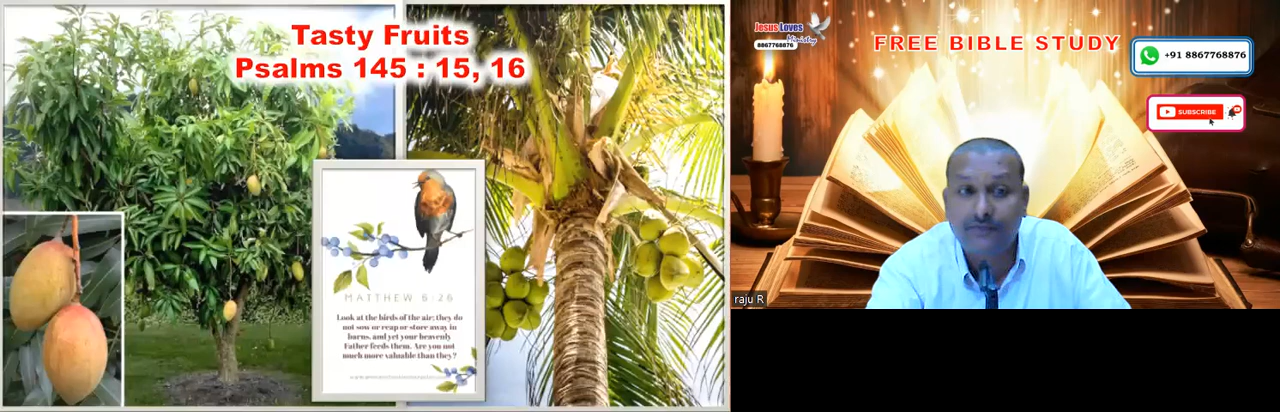 Tasty Fruits
Psalms 145 : 15, 16
MATTHEW 6:26
Look at the birds of the air; they do
not sow or reap or store away in
barns, and yet your heavenly
Father feeds them. Are you not
much more valuable than they?
Jesus Loves
Ministry
8867768876
FREE BIBLE STUDY
+91 8867768876
SUBSCRIBE
raju R